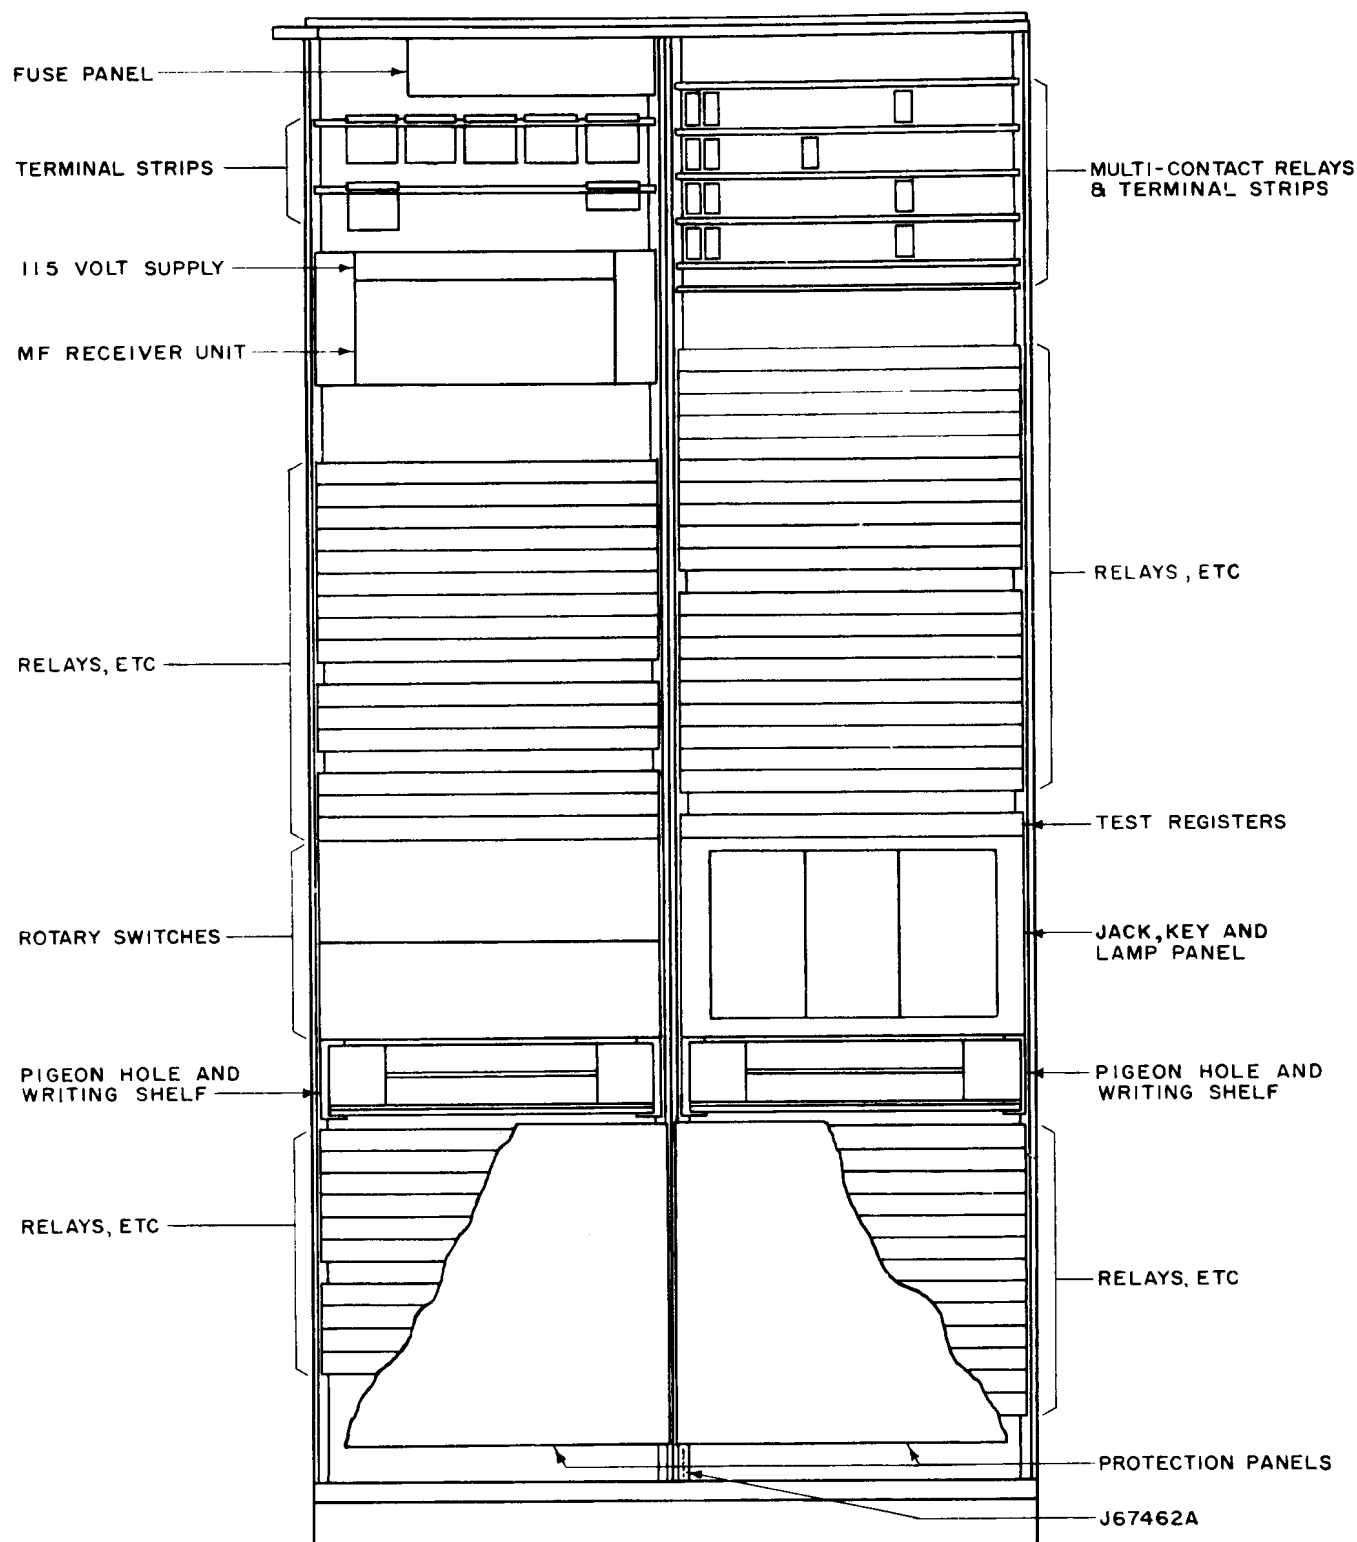 FUSE PANEL
TERMINAL STRIPS
115 VOLT SUPPLY
MF RECEIVER UNIT
RELAYS, ETC
ROTARY SWITCHES
PIGEON HOLE AND
WRITING SHELF
RELAYS, ETC
MULTI-CONTACT RELAYS
& TERMINAL STRIPS
RELAYS, ETC
TEST REGISTERS
JACK, KEY AND
LAMP PANEL
PIGEON HOLE AND
WRITING SHELF
RELAYS, ETC
PROTECTION PANELS
J67462A